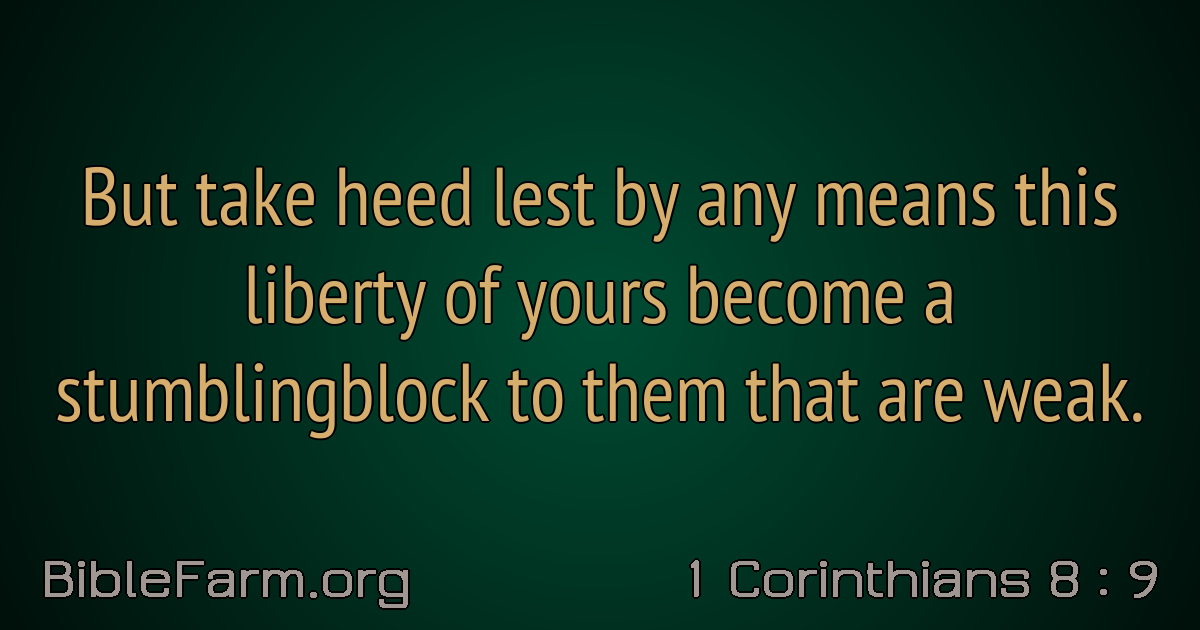 But take heed lest by any means this
liberty of yours become a
stumblingblock to them that are weak.
BibleFarm.org
1 Corinthians 8 : 9